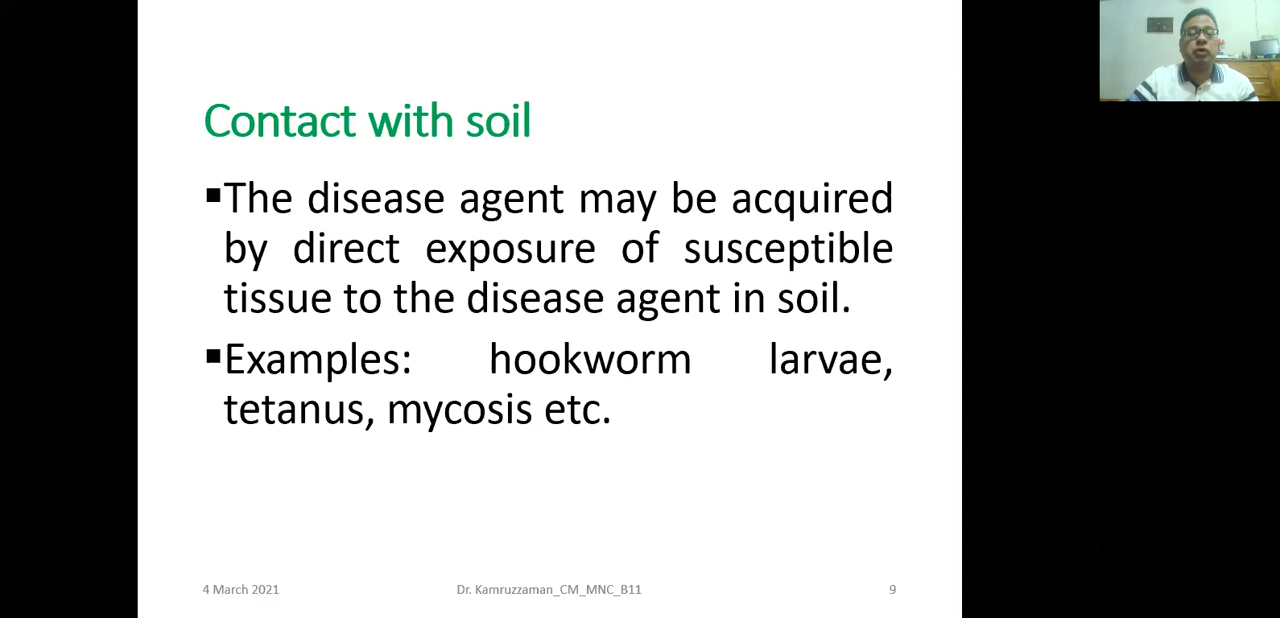 Contact with soil
▪The disease agent may be acquired
by direct exposure of susceptible
tissue to the disease agent in soil.
▪Examples: hookworm larvae,
tetanus, mycosis etc.
4 March 2021
Dr. Kamruzzaman_CM_MNC_B11
9